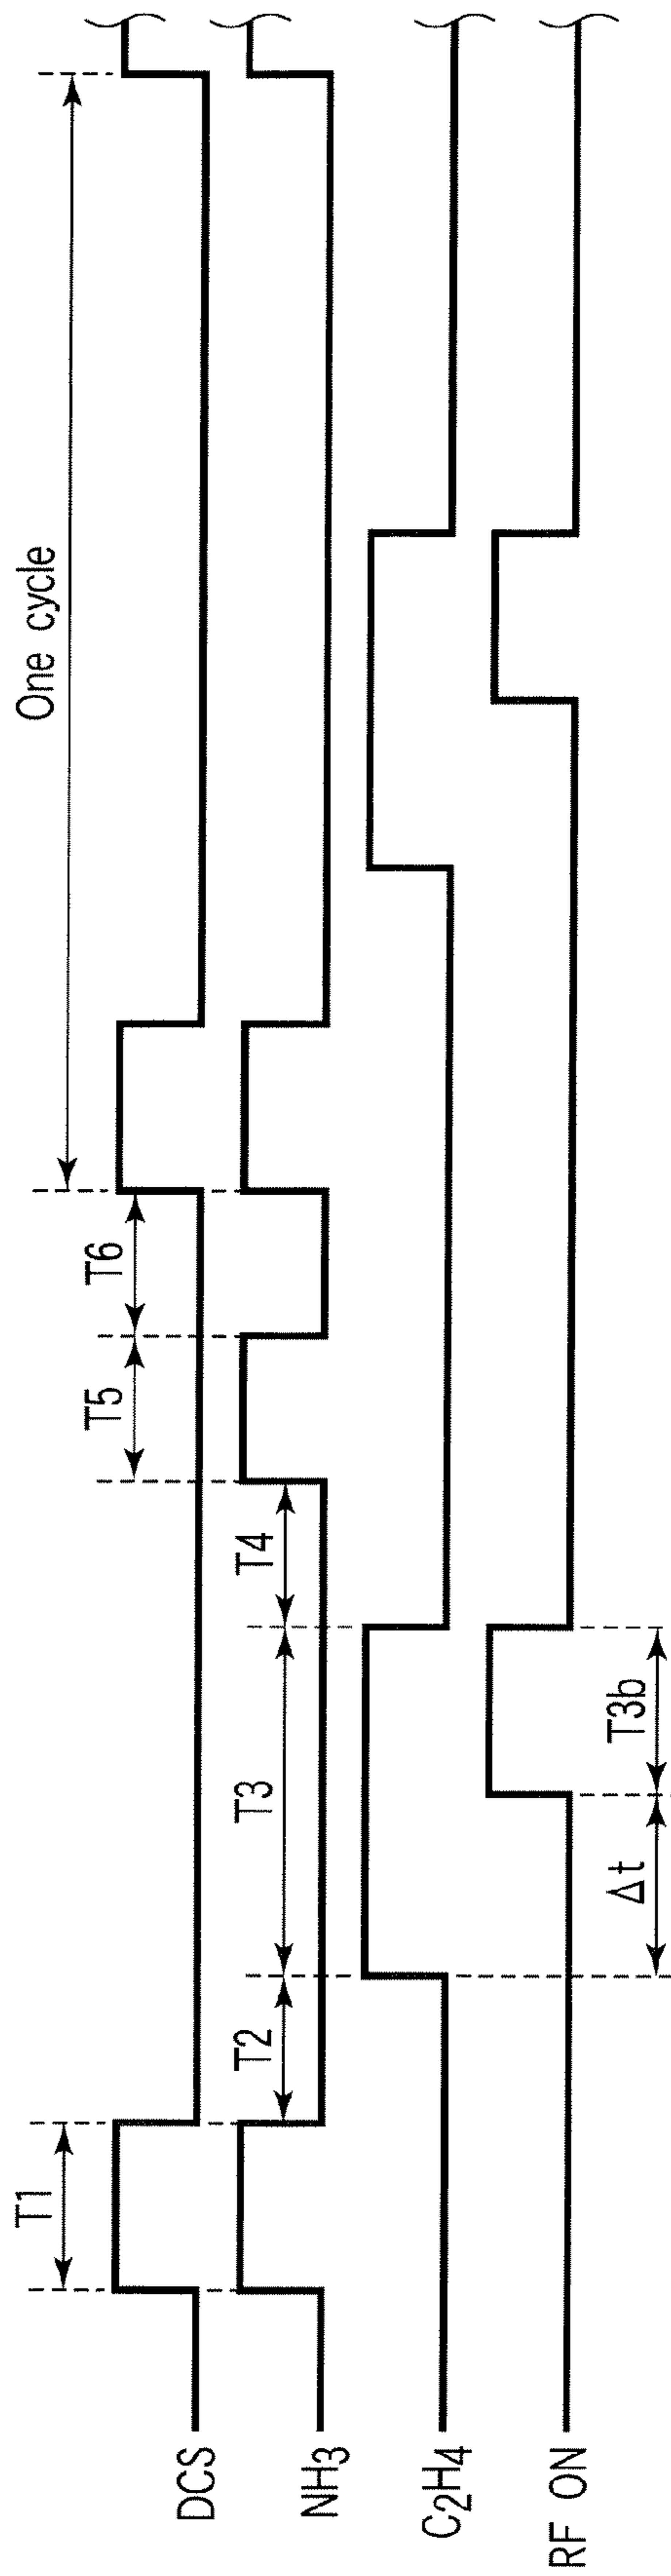 One cycle
T1
T5
T6
T2
T3
T4
Δt
T3b
DCS
NH3
C2H4
RF ON